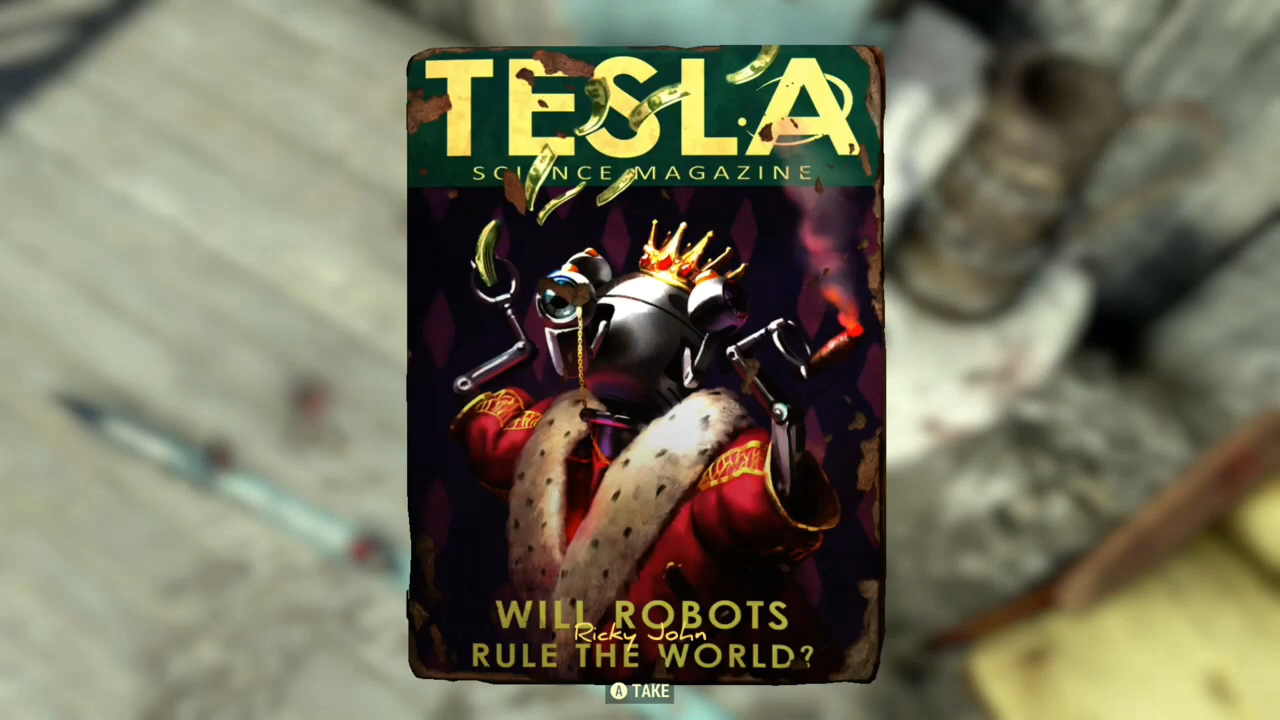 TESLA
SCIENCE MAGAZINE
WILL ROBOTS
Ricky John
RULE THE WORLD?
A TAKE